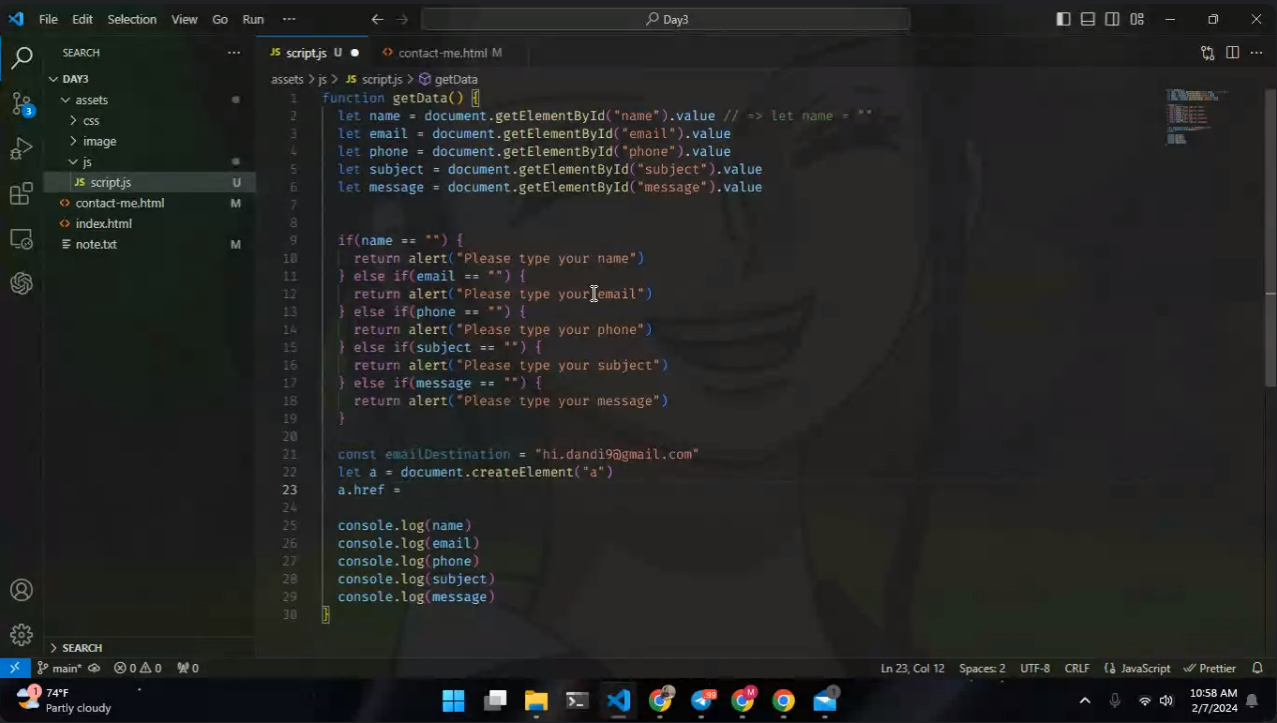 File Edit Selection View Go Run ··· Day3
SEARCH ···
script.js U
contact-me.html M
DAY3
assets
css
image
js
JS script.js U
contact-me.html M
index.html
note.txt M
SEARCH
assets > js > JS script.js > getData
1 function getData() {
2 let name = document.getElementById("name").value // => let name = ""
3 let email = document.getElementById("email").value
4 let phone = document.getElementById("phone").value
5 let subject = document.getElementById("subject").value
6 let message = document.getElementById("message").value
7
8
9 if(name == "") {
10 return alert("Please type your name")
11 } else if(email == "") {
12 return alert("Please type your email")
13 } else if(phone == "") {
14 return alert("Please type your phone")
15 } else if(subject == "") {
16 return alert("Please type your subject")
17 } else if(message == "") {
18 return alert("Please type your message")
19 }
20
21 const emailDestination = "hi.dandi9@gmail.com"
22 let a = document.createElement("a")
23 a.href =
24
25 console.log(name)
26 console.log(email)
27 console.log(phone)
28 console.log(subject)
29 console.log(message)
30 }
3
main* 0 0 0 Ln 23, Col 12 Spaces: 2 UTF-8 CRLF {} JavaScript Prettier
1 74°F
Partly cloudy
98
M
1
10:58 AM
2/7/2024